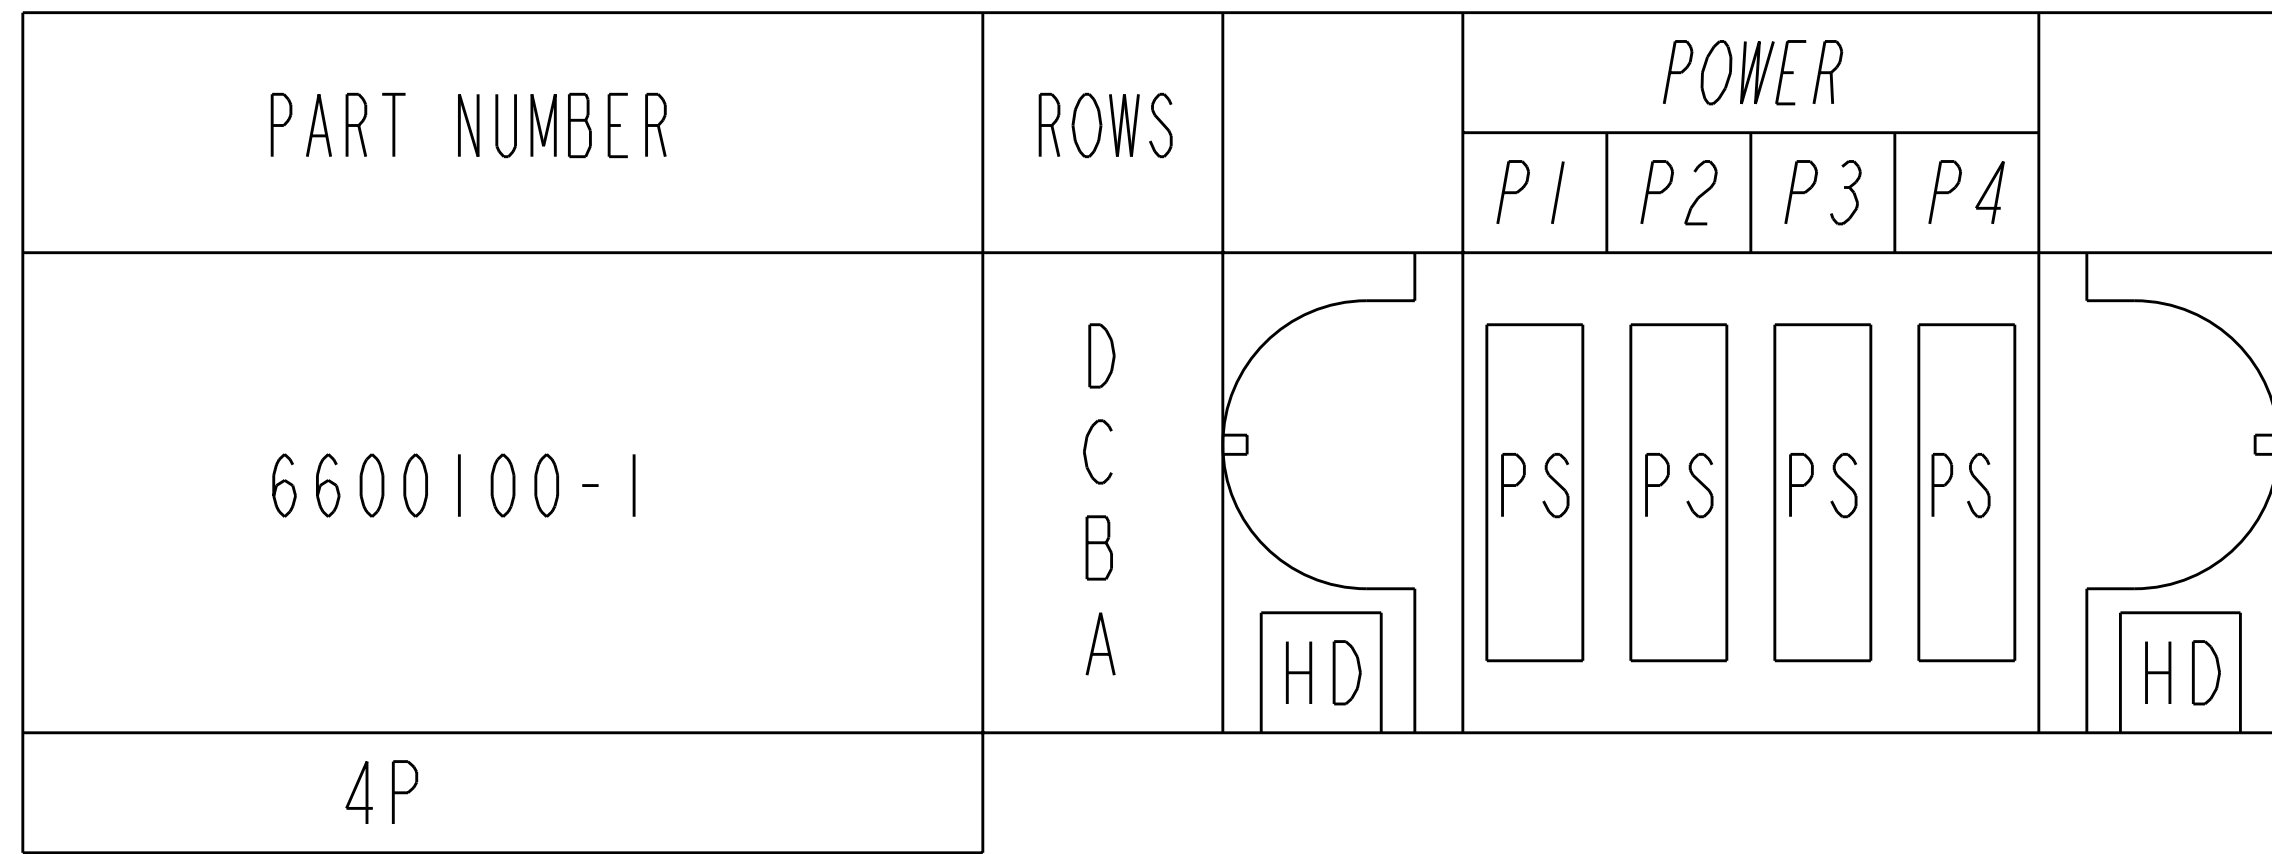 PART NUMBER ROWS POWER
P1 P2 P3 P4
D
C
6600100-1 PS PS PS PS
B
A
HD HD
4P